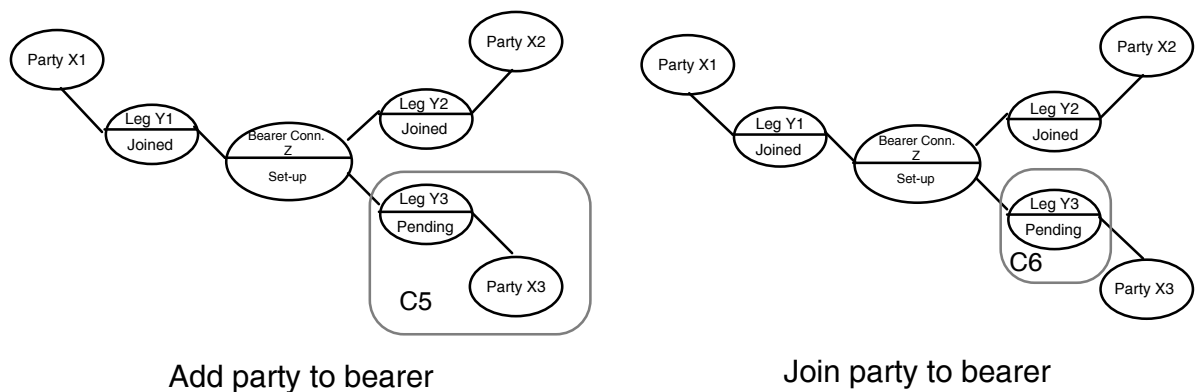 Party X1
Leg Y1
Joined
Bearer Conn.
Z
Set-up
Leg Y2
Joined
Party X2
Leg Y3
Pending
Party X3
C5
Add party to bearer
Party X1
Leg Y1
Joined
Bearer Conn.
Z
Set-up
Leg Y2
Joined
Party X2
Leg Y3
Pending
C6
Party X3
Join party to bearer